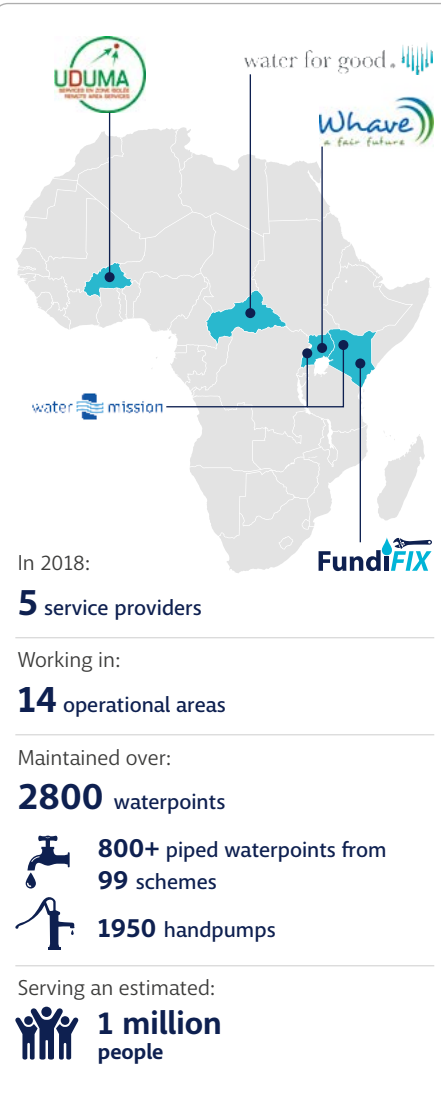 UDUMA
SERVICES EN ZONE ISOLÉE
REMOTE AREA SERVICES
water for good®
Whave
a fair future
water mission
FundiFIX
In 2018:
5 service providers
Working in:
14 operational areas
Maintained over:
2800 waterpoints
800+ piped waterpoints from
99 schemes
1950 handpumps
Serving an estimated:
1 million
people